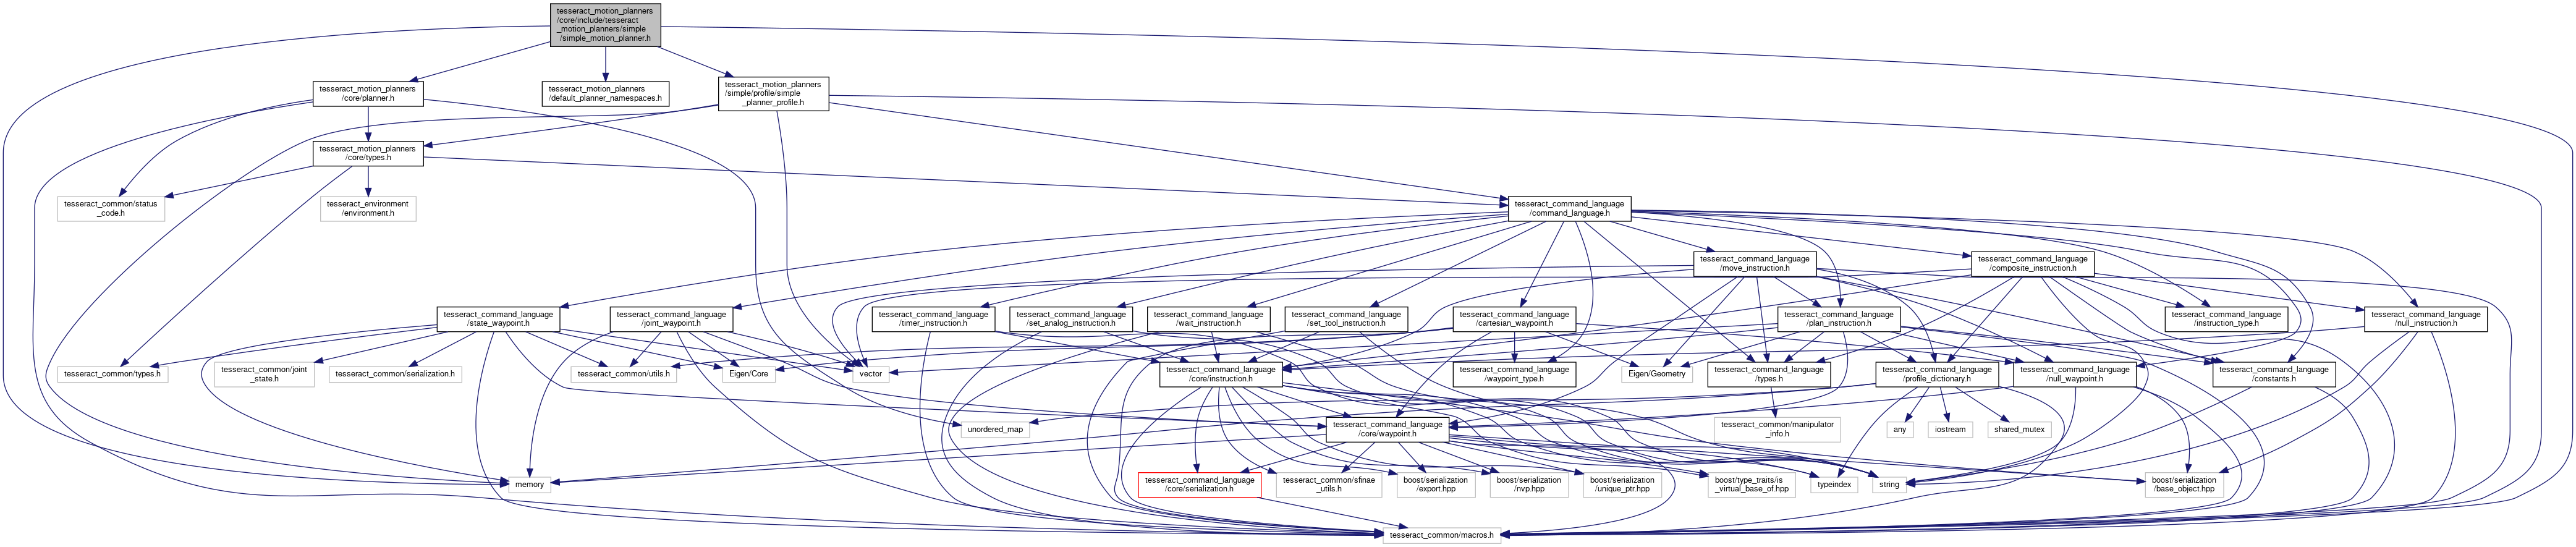 tesseract_motion_planners
/core/include/tesseract
_motion_planners/simple
/simple_motion_planner.h
tesseract_motion_planners
/core/planner.h
tesseract_motion_planners
/default_planner_namespaces.h
tesseract_motion_planners
/simple/profile/simple
_planner_profile.h
tesseract_motion_planners
/core/types.h
tesseract_common/status
_code.h
tesseract_environment
/environment.h
tesseract_command_language
/command_language.h
tesseract_command_language
/move_instruction.h
tesseract_command_language
/composite_instruction.h
tesseract_command_language
/state_waypoint.h
tesseract_command_language
/joint_waypoint.h
tesseract_command_language
/timer_instruction.h
tesseract_command_language
/set_analog_instruction.h
tesseract_command_language
/wait_instruction.h
tesseract_command_language
/set_tool_instruction.h
tesseract_command_language
/cartesian_waypoint.h
tesseract_command_language
/plan_instruction.h
tesseract_command_language
/instruction_type.h
tesseract_command_language
/null_instruction.h
tesseract_common/types.h
tesseract_common/joint
_state.h
tesseract_common/serialization.h
tesseract_common/utils.h
Eigen/Core
vector
tesseract_command_language
/core/instruction.h
tesseract_command_language
/waypoint_type.h
Eigen/Geometry
tesseract_command_language
/types.h
tesseract_command_language
/profile_dictionary.h
tesseract_command_language
/null_waypoint.h
tesseract_command_language
/constants.h
unordered_map
tesseract_command_language
/core/waypoint.h
tesseract_common/manipulator
_info.h
any
iostream
shared_mutex
memory
tesseract_command_language
/core/serialization.h
tesseract_common/sfinae
_utils.h
boost/serialization
/export.hpp
boost/serialization
/nvp.hpp
boost/serialization
/unique_ptr.hpp
boost/type_traits/is
_virtual_base_of.hpp
typeindex
string
boost/serialization
/base_object.hpp
tesseract_common/macros.h